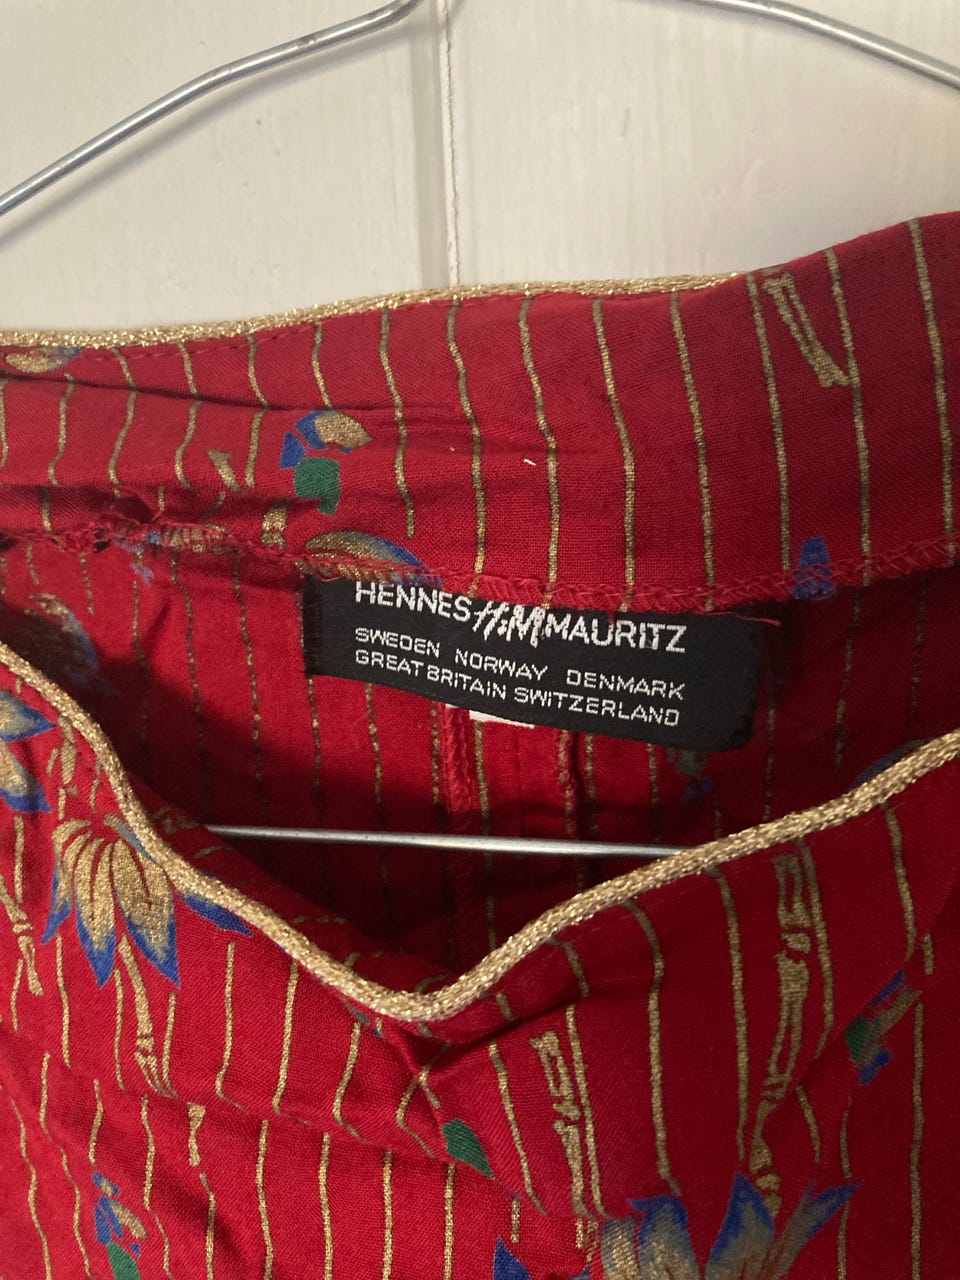 HENNES H&M MAURITZ
SWEDEN NORWAY DENMARK
GREAT BRITAIN SWITZERLAND